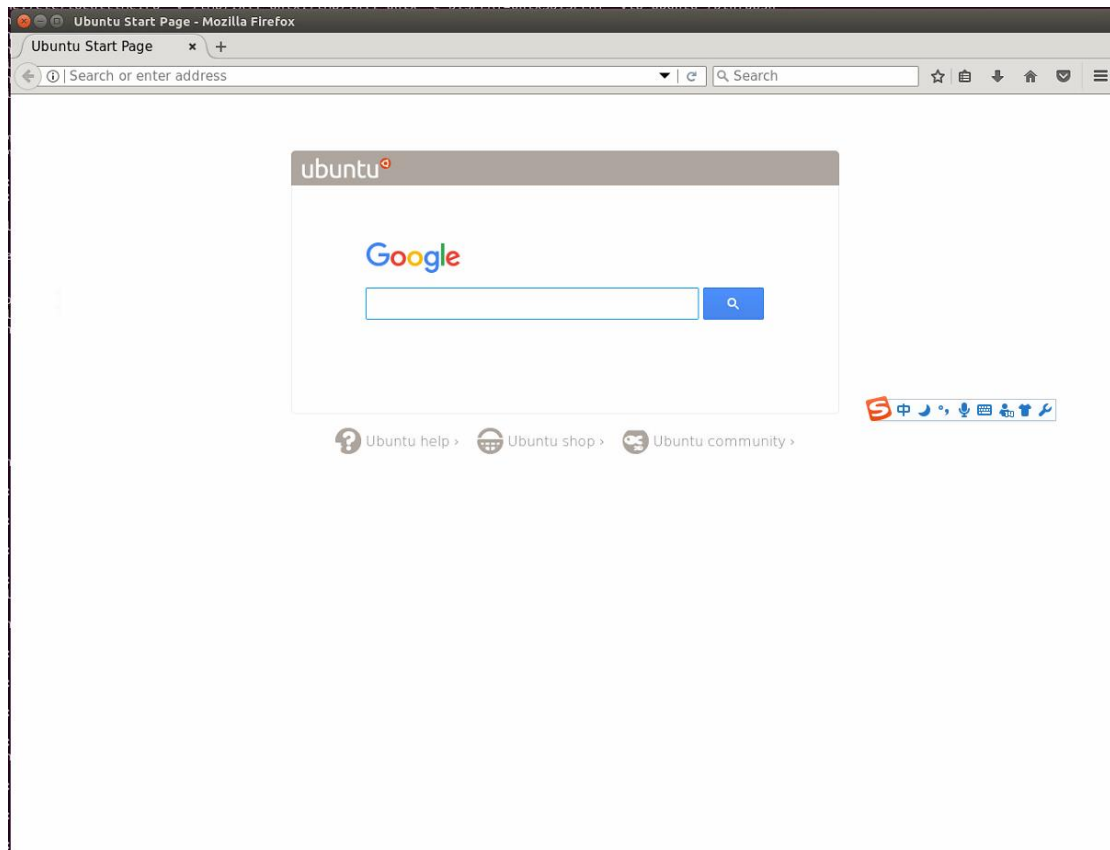 Ubuntu Start Page - Mozilla Firefox
Ubuntu Start Page × +
Search or enter address
Search
ubuntu
Google
S 中
Ubuntu help ›
Ubuntu shop ›
Ubuntu community ›